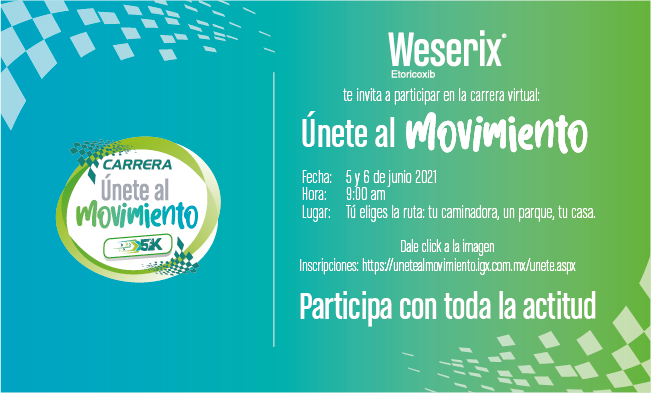 CARRERA
Únete al
movimiento
5K
Weserix®
Etoricoxib
te invita a participar en la carrera virtual:
Únete al movimiento
Fecha: 5 y 6 de junio 2021
Hora: 9:00 am
Lugar: Tú eliges la ruta: tu caminadora, un parque, tu casa.
Dale click a la imagen
Inscripciones: https://unetealmovimiento.igx.com.mx/unete.aspx
Participa con toda la actitud